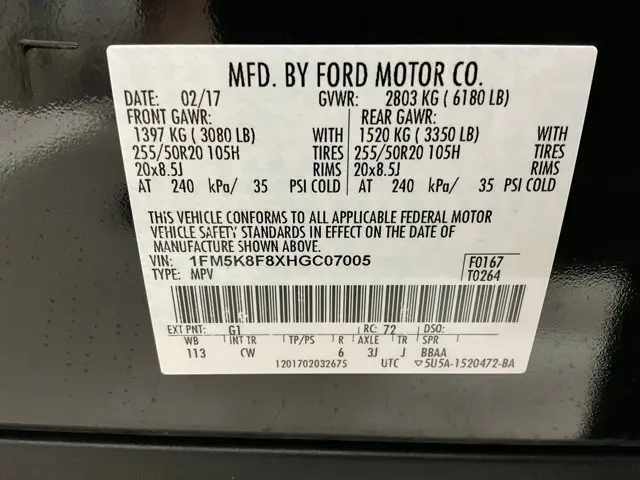 MFD. BY FORD MOTOR CO.
DATE: 02/17 GVWR: 2803 KG ( 6180 LB)
FRONT GAWR: REAR GAWR:
1397 KG ( 3080 LB) WITH 1520 KG ( 3350 LB) WITH
255/50R20 105H TIRES 255/50R20 105H TIRES
20x8.5J RIMS 20x8.5J RIMS
AT 240 kPa/ 35 PSI COLD AT 240 kPa/ 35 PSI COLD
THIS VEHICLE CONFORMS TO ALL APPLICABLE FEDERAL MOTOR
VEHICLE SAFETY STANDARDS IN EFFECT ON THE DATE OF
MANUFACTURE SHOWN ABOVE.
VIN: 1FM5K8F8XHGC07005 F0167
TYPE: MPV T0264
EXT PNT: G1 RC: 72 DSO:
WB INT TR TP/PS R AXLE TR SPR
113 CW 6 3J J BBAA
1201702032675 UTC ▽5U5A-1520472-BA